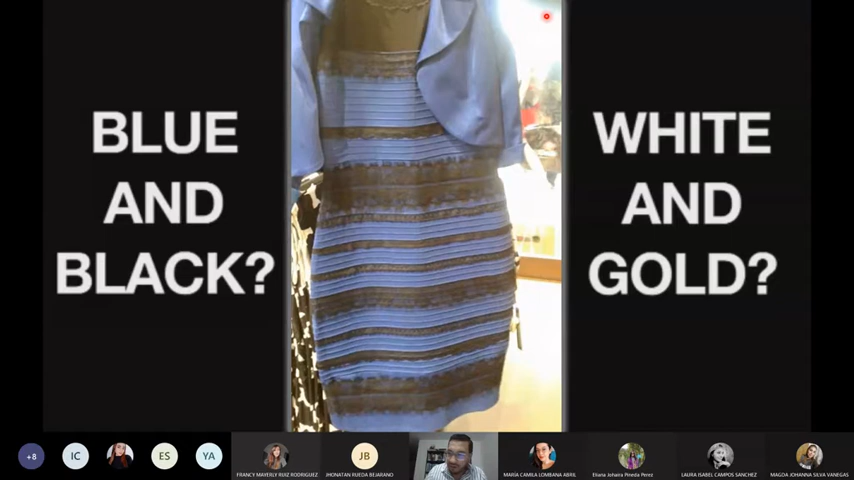 BLUE
AND
BLACK?
WHITE
AND
GOLD?
+8
IC
ES
YA
FRANCY MAYERLY RUIZ RODRIGUEZ
JB
JHONATAN RUEDA BEJARANO
MARÍA CAMILA LOMBANA ABRIL
Eliana Johaira Pineda Perez
LAURA ISABEL CAMPOS SANCHEZ
MAGDA JOHANNA SILVA VANEGAS